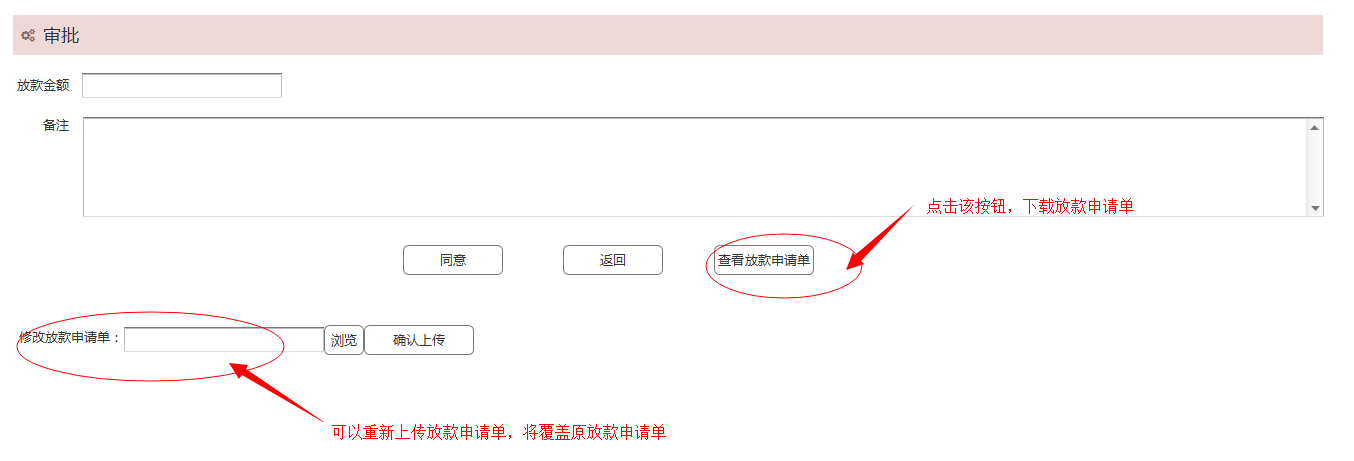 审批
放款金额
备注
点击该按钮，下载放款申请单
同意 返回 查看放款申请单
修改放款申请单： 浏览 确认上传
可以重新上传放款申请单，将覆盖原放款申请单